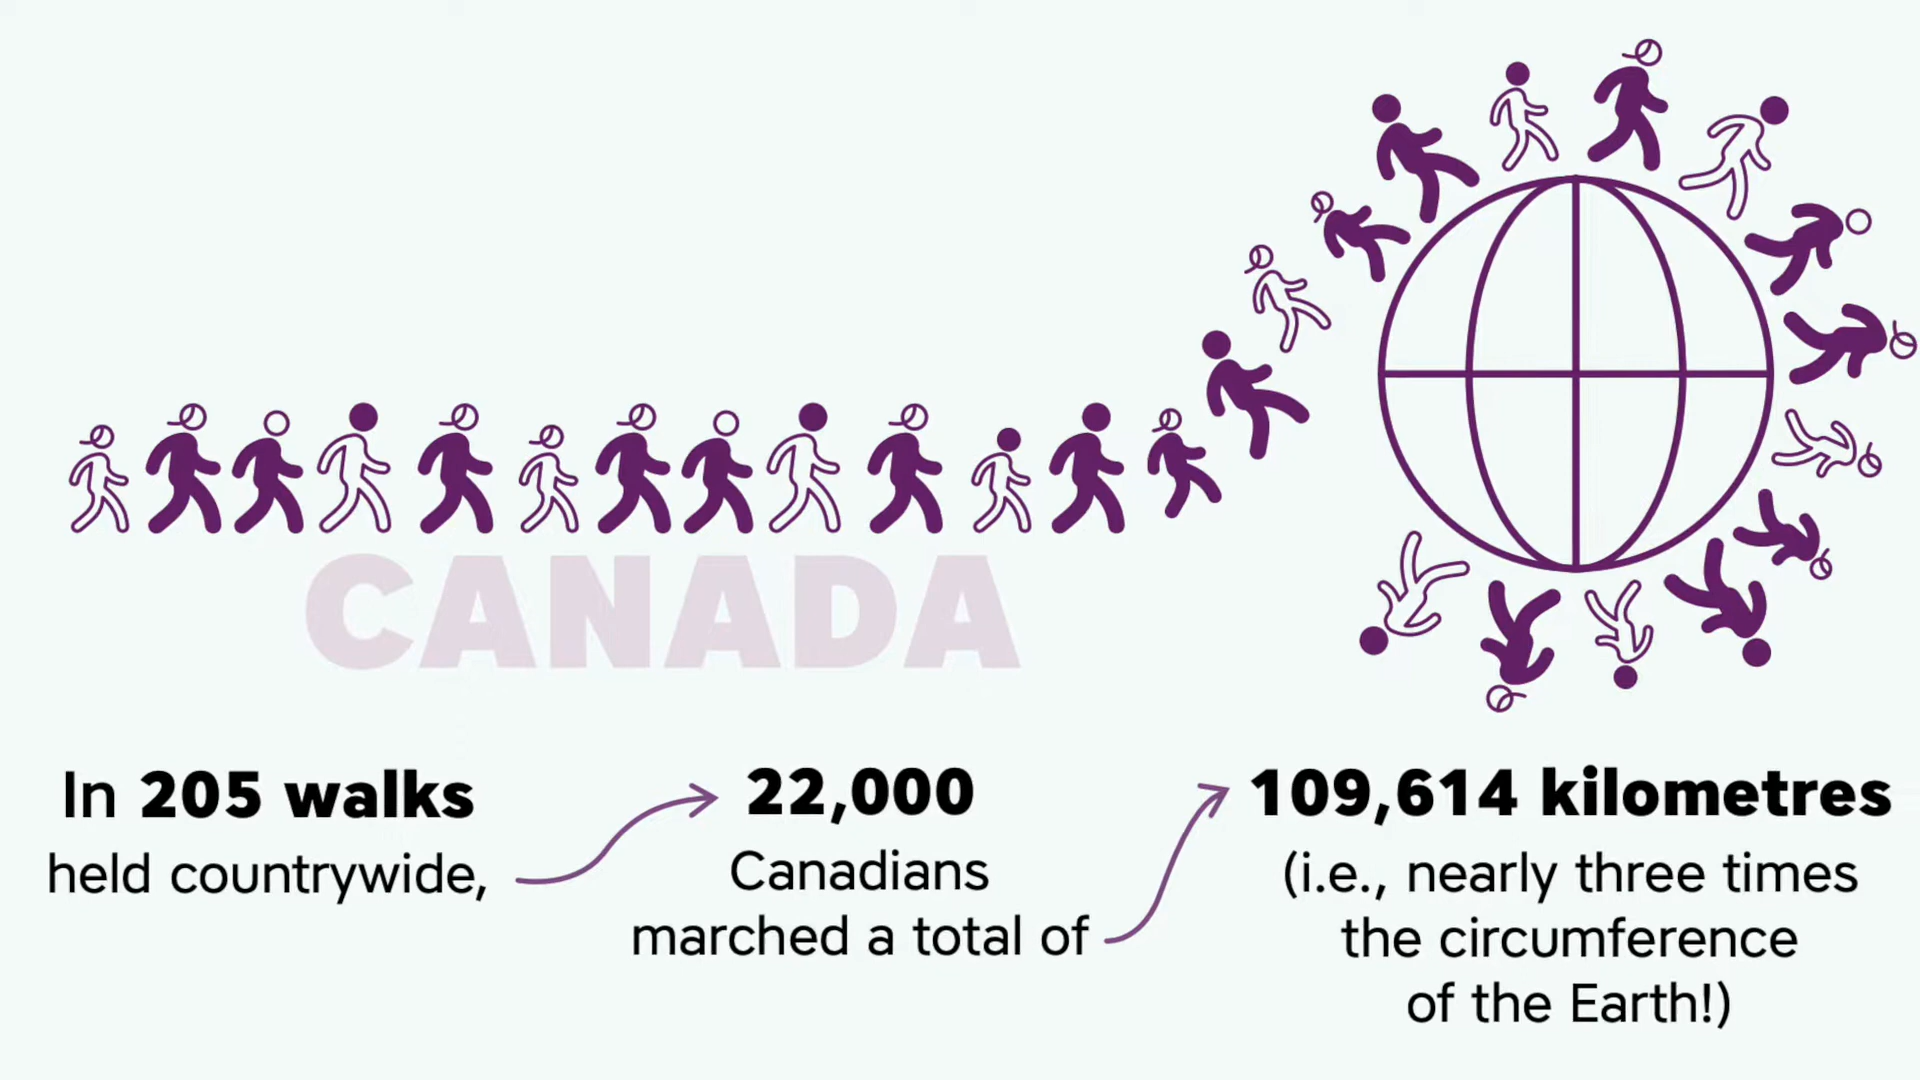 CANADA
In 205 walks
held countrywide,
22,000
Canadians
marched a total of
109,614 kilometres
(i.e., nearly three times
the circumference
of the Earth!)